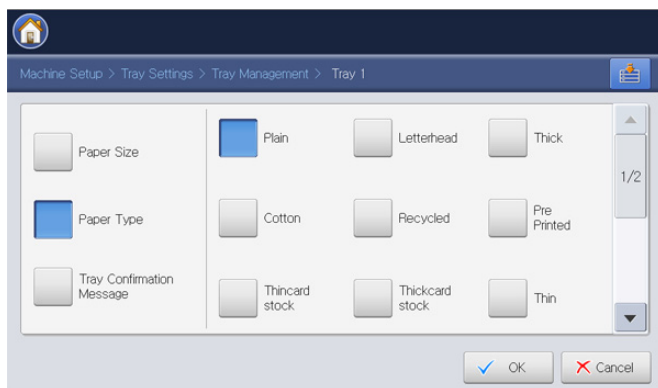 Machine Setup > Tray Settings > Tray Management > Tray 1
Paper Size
Paper Type
Tray Confirmation
Message
Plain
Letterhead
Thick
Cotton
Recycled
Pre
Printed
Thincard
stock
Thickcard
stock
Thin
1/2
OK
Cancel